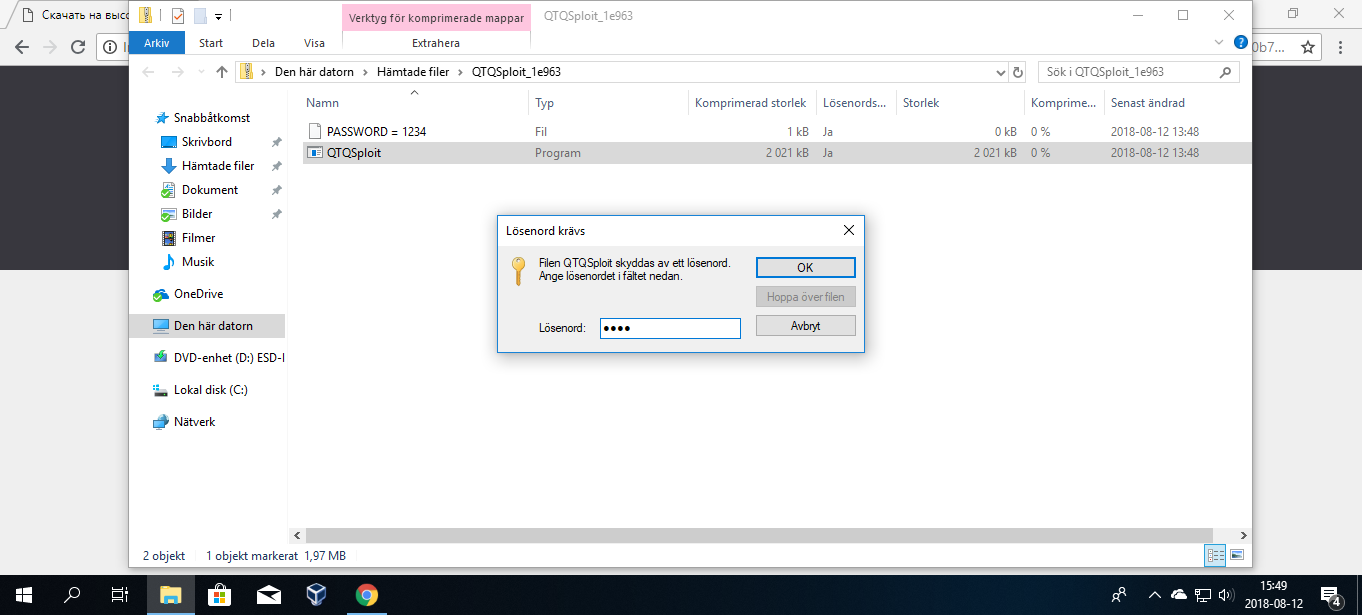 Скачать на высо
Verktyg för komprimerade mappar
QTQSploit_1e963
Arkiv
Start
Dela
Visa
Extrahera
Den här datorn
Hämtade filer
QTQSploit_1e963
Sök i QTQSploit_1e963
0b7...
Namn
Typ
Komprimerad storlek
Lösenords...
Storlek
Komprime...
Senast ändrad
PASSWORD = 1234
Fil
1 kB
Ja
0 kB
0 %
2018-08-12 13:48
QTQSploit
Program
2 021 kB
Ja
2 021 kB
0 %
2018-08-12 13:48
Snabbåtkomst
Skrivbord
Hämtade filer
Dokument
Bilder
Filmer
Musik
OneDrive
Den här datorn
DVD-enhet (D:) ESD-I
Lokal disk (C:)
Nätverk
Lösenord krävs
Filen QTQSploit skyddas av ett lösenord.
Ange lösenordet i fältet nedan.
OK
Hoppa över filen
Lösenord:
Avbryt
2 objekt
1 objekt markerat 1,97 MB
15:49
2018-08-12
4